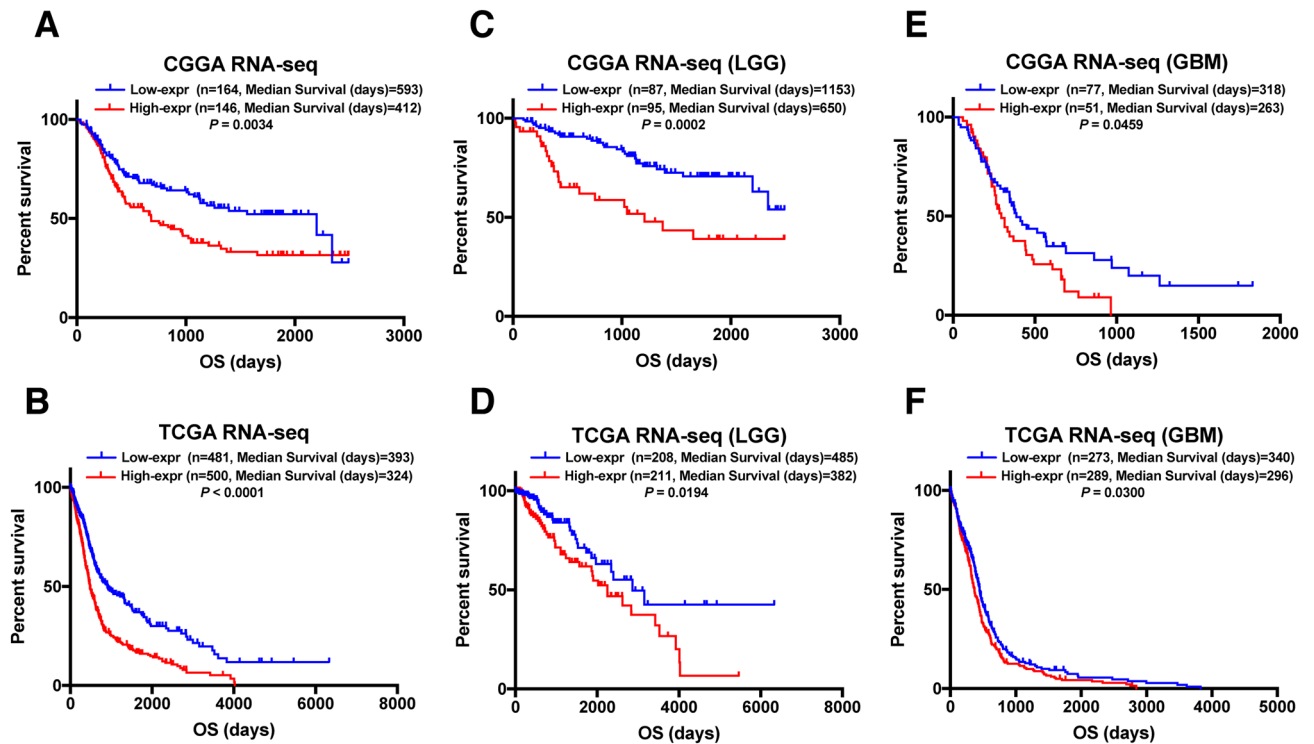 A
CGGA RNA-seq
Low-expr (n=164, Median Survival (days)=593)
High-expr (n=146, Median Survival (days)=412)
P = 0.0034
Percent survival
100
50
0
0 1000 2000 3000
OS (days)
C
CGGA RNA-seq (LGG)
Low-expr (n=87, Median Survival (days)=1153)
High-expr (n=95, Median Survival (days)=650)
P = 0.0002
Percent survival
100
50
0
0 1000 2000 3000
OS (days)
E
CGGA RNA-seq (GBM)
Low-expr (n=77, Median Survival (days)=318)
High-expr (n=51, Median Survival (days)=263)
P = 0.0459
Percent survival
100
50
0
0 500 1000 1500 2000
OS (days)
B
TCGA RNA-seq
Low-expr (n=481, Median Survival (days)=393)
High-expr (n=500, Median Survival (days)=324)
P < 0.0001
Percent survival
100
50
0
0 2000 4000 6000 8000
OS (days)
D
TCGA RNA-seq (LGG)
Low-expr (n=208, Median Survival (days)=485)
High-expr (n=211, Median Survival (days)=382)
P = 0.0194
Percent survival
100
50
0
0 2000 4000 6000 8000
OS (days)
F
TCGA RNA-seq (GBM)
Low-expr (n=273, Median Survival (days)=340)
High-expr (n=289, Median Survival (days)=296)
P = 0.0300
Percent survival
100
50
0
0 1000 2000 3000 4000 5000
OS (days)